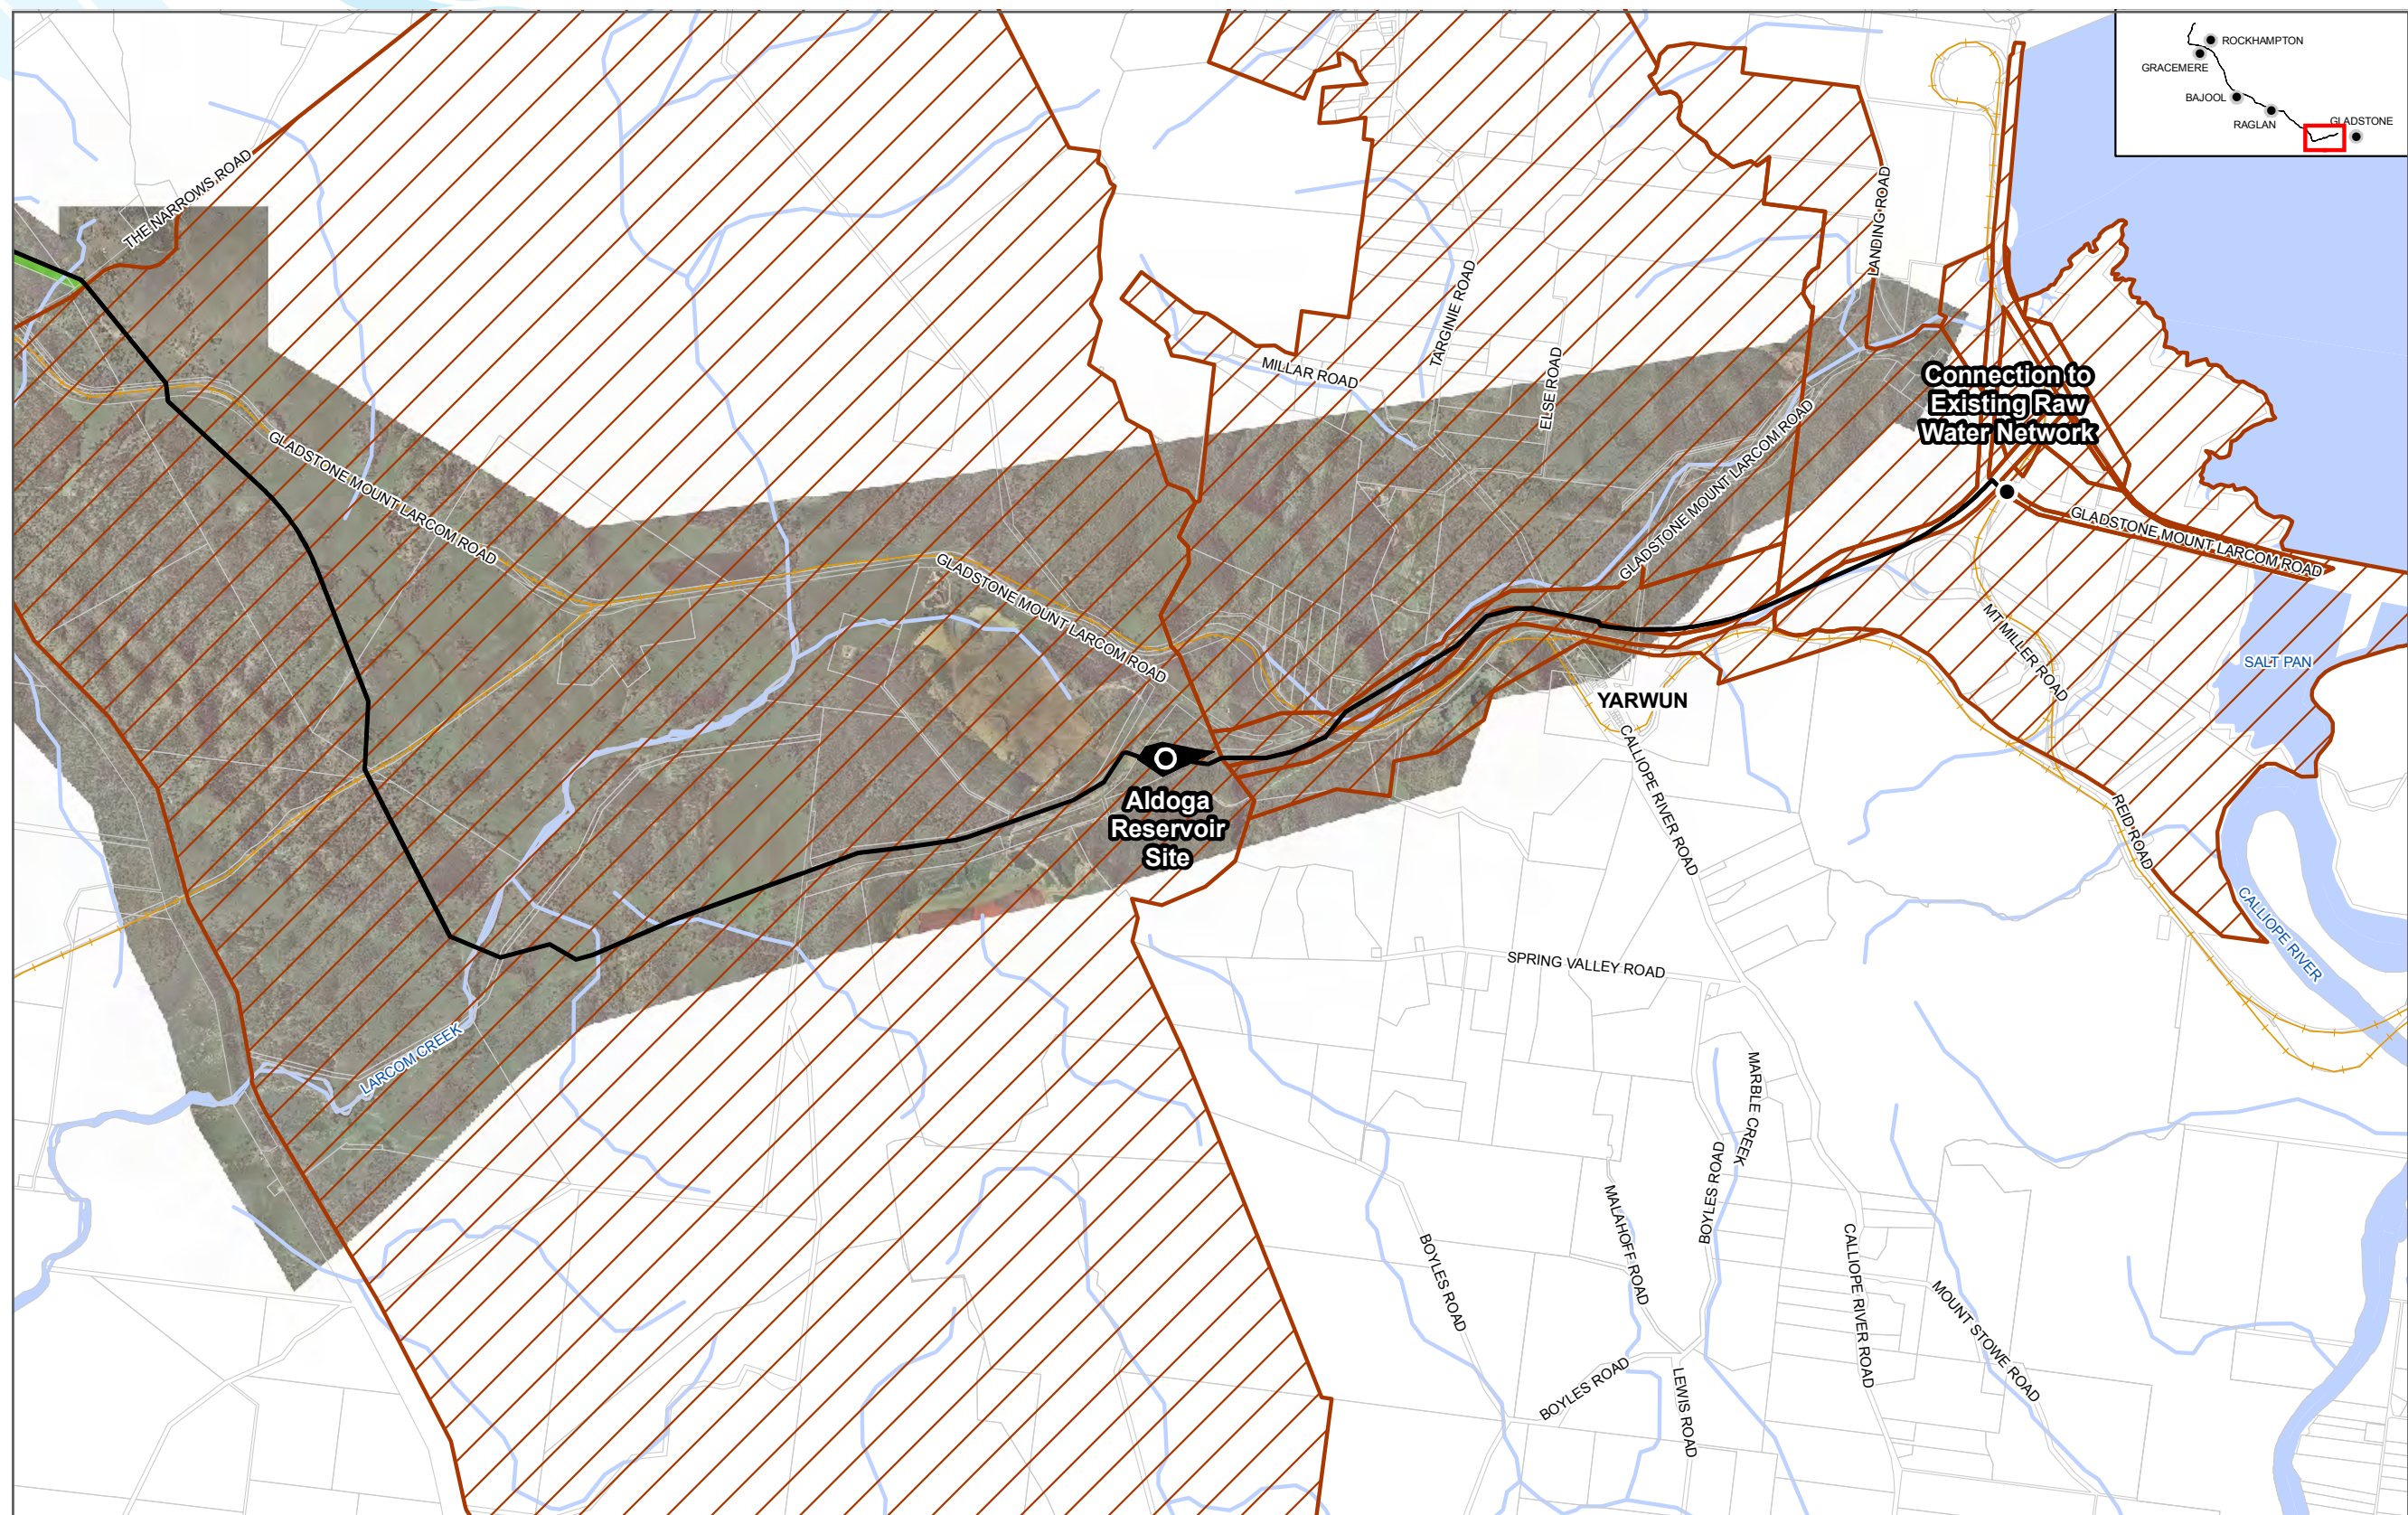 ROCKHAMPTON
GRACEMERE
BAJOOL
RAGLAN
GLADSTONE
THE NARROWS ROAD
LANDING ROAD
TARGINIE ROAD
MILLAR ROAD
ELSE ROAD
Connection to
Existing Raw
Water Network
GLADSTONE MOUNT LARCOM ROAD
GLADSTONE MOUNT LARCOM ROAD
GLADSTONE MOUNT LARCOM ROAD
GLADSTONE MOUNT LARCOM ROAD
MT MILLER ROAD
SALT PAN
YARWUN
CALLIOPE RIVER ROAD
Aldoga
Reservoir
Site
REID ROAD
CALLIOPE RIVER
SPRING VALLEY ROAD
LARCOM CREEK
MARBLE CREEK
BOYLES ROAD
MALAHOFF ROAD
BOYLES ROAD
CALLIOPE RIVER ROAD
MOUNT STOWE ROAD
BOYLES ROAD
LEWIS ROAD